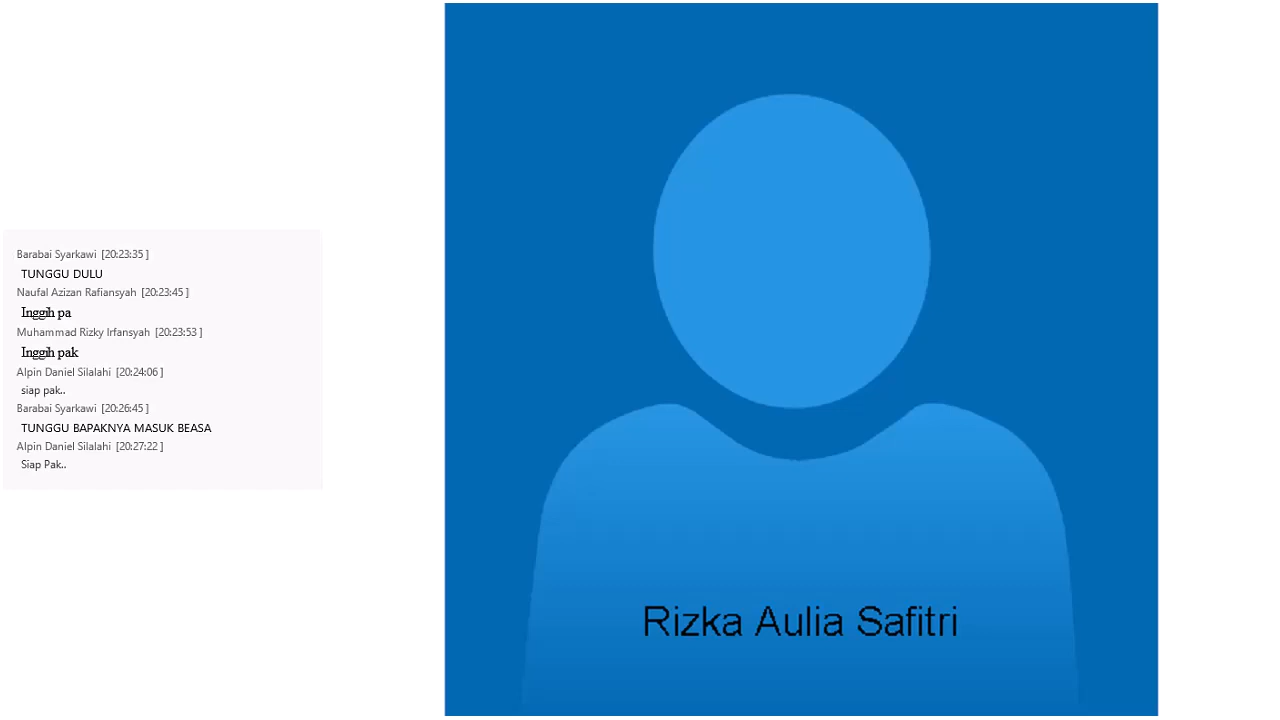 Barabai Syarkawi [20:23:35]
TUNGGU DULU
Naufal Azizan Rafiansyah [20:23:45]
Inggih pa
Muhammad Rizky Irfansyah [20:23:53]
Inggih pak
Alpin Daniel Silalahi [20:24:06]
siap pak..
Barabai Syarkawi [20:26:45]
TUNGGU BAPAKNYA MASUK BEASA
Alpin Daniel Silalahi [20:27:22]
Siap Pak..
Rizka Aulia Safitri